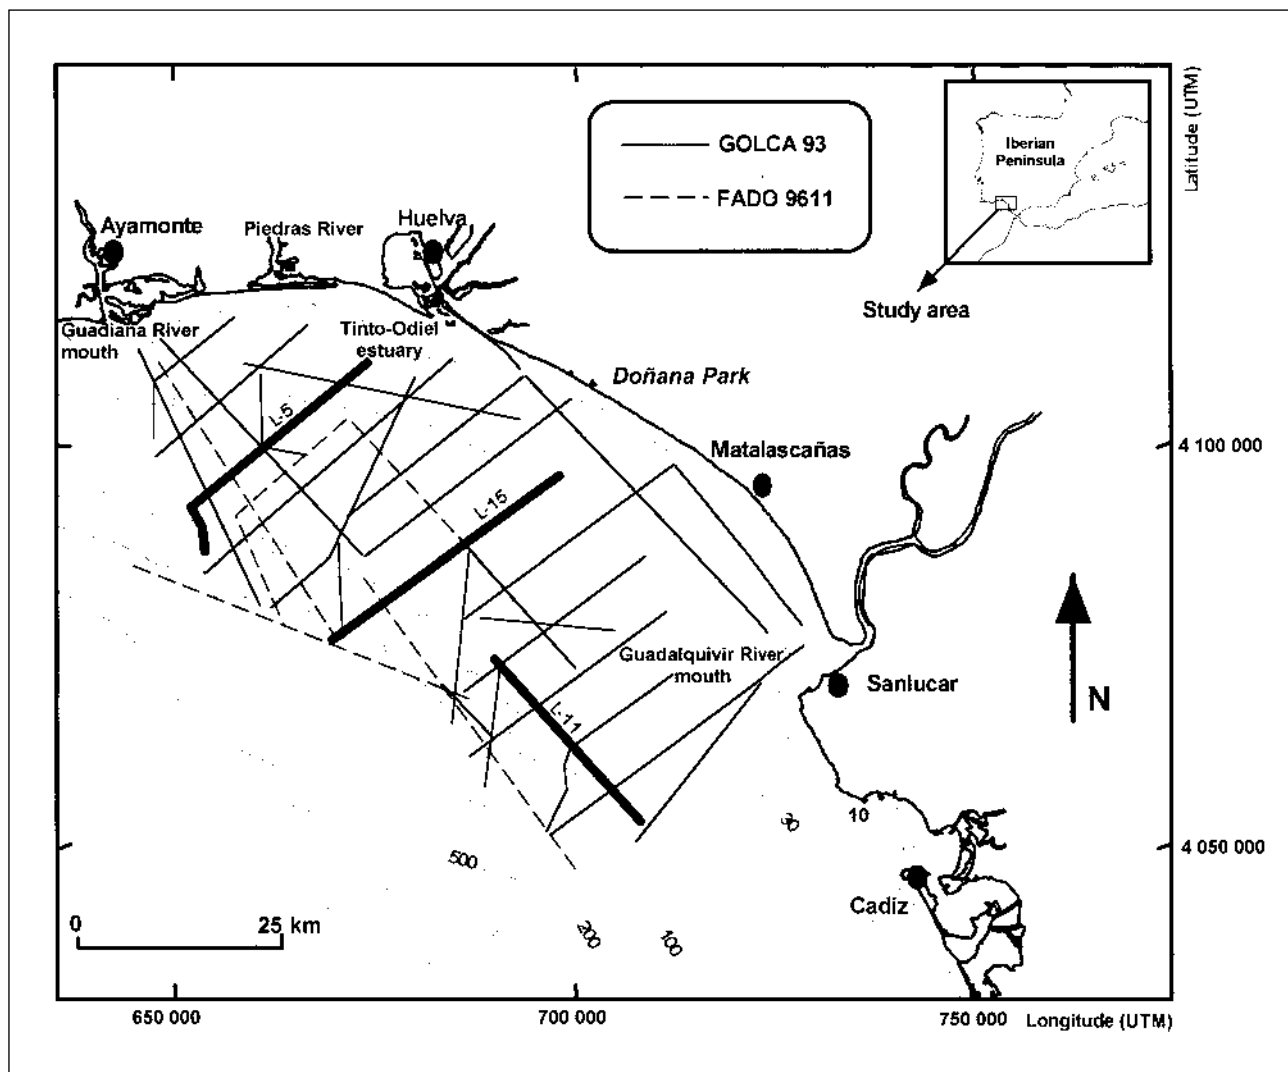 Latitude (UTM)
GOLCA 93
FADO 9611
Iberian
Peninsula
Study area
Ayamonte
Piedras River
Huelva
Guadiana River
mouth
Tinto-Odiel
estuary
Doñana Park
L-5
Matalascañas
4 100 000
L-15
Guadalquivir River
mouth
Sanlucar
N
L-11
30
10
500
4 050 000
Cadiz
0
25 km
200
100
650 000
700 000
750 000
Longitude (UTM)